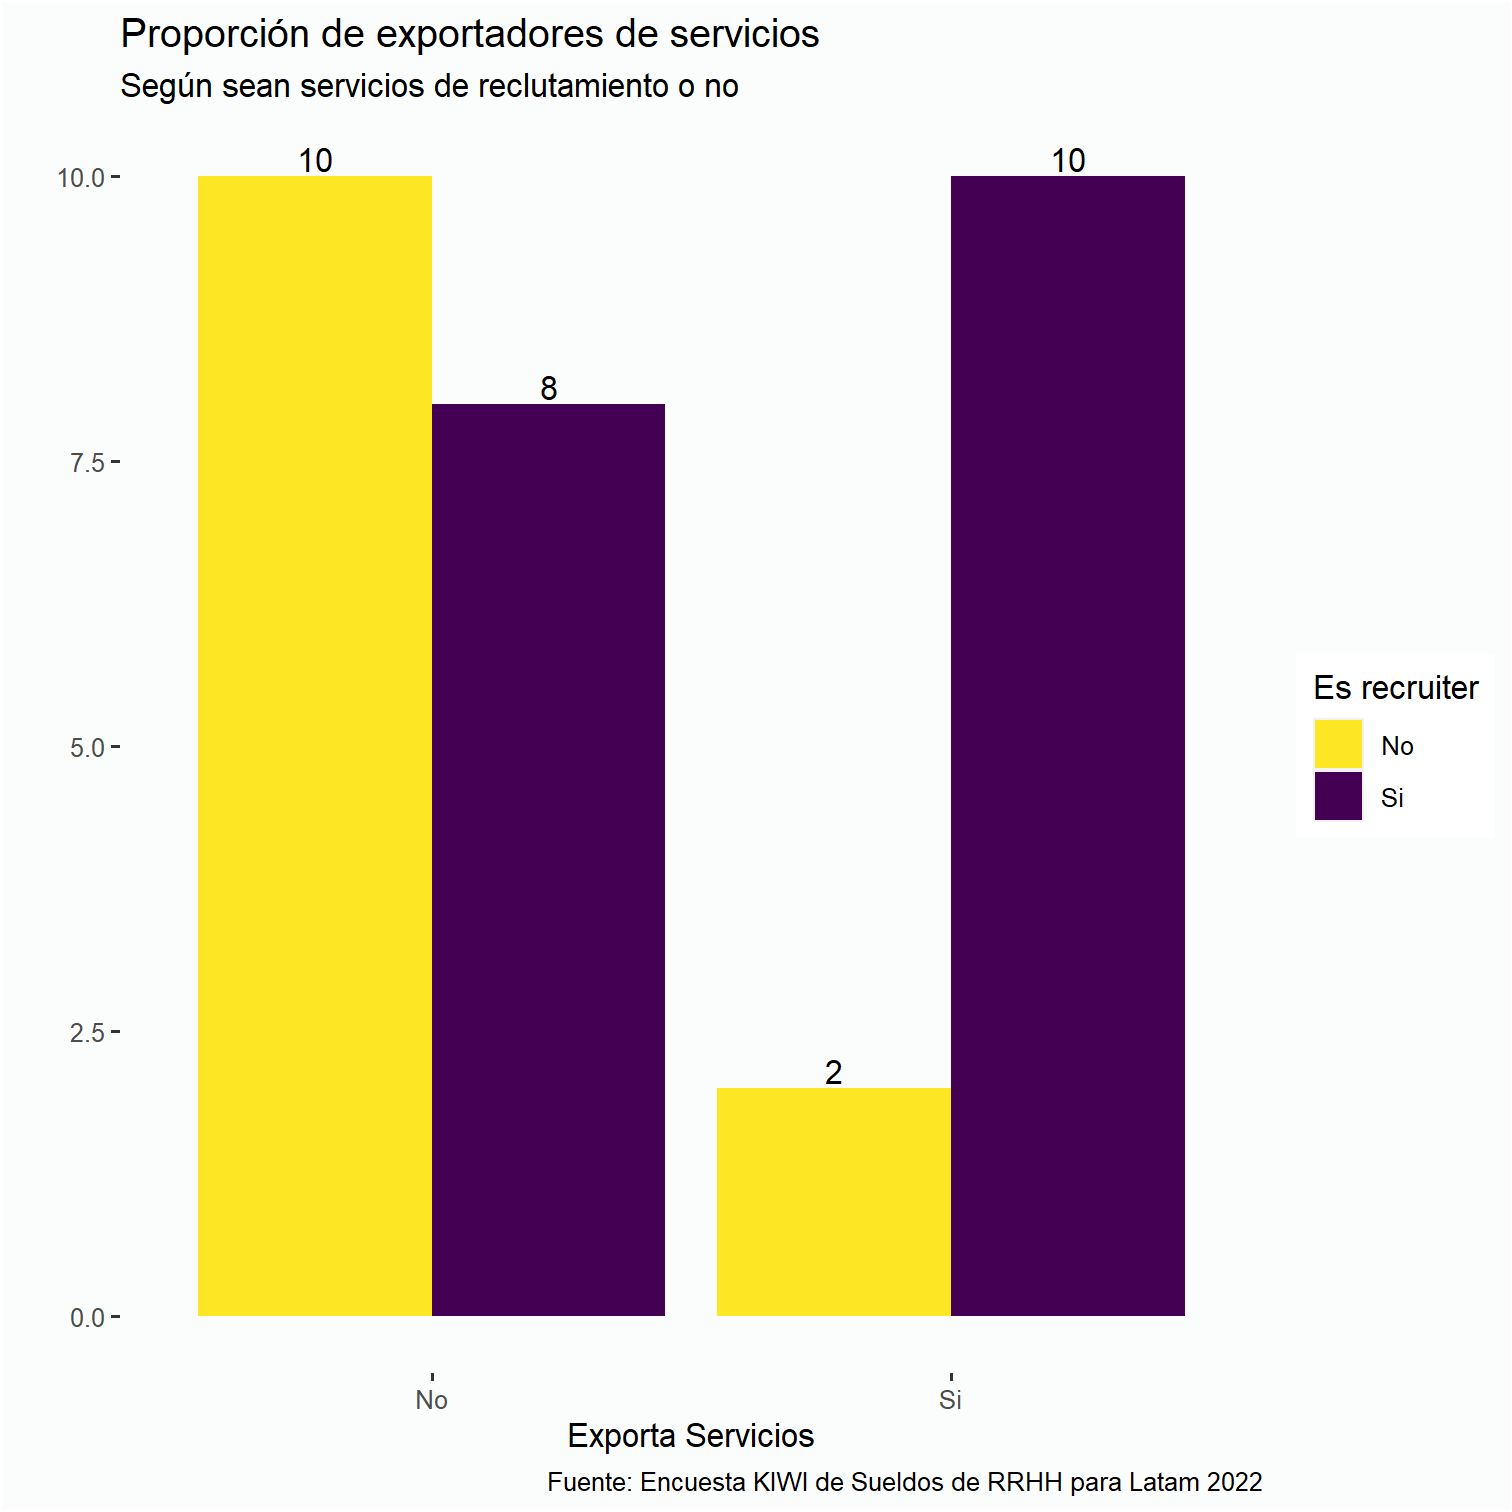 Proporción de exportadores de servicios
Según sean servicios de reclutamiento o no
10
10
10.0
8
7.5
5.0
2
2.5
0.0
No
Si
Exporta Servicios
Fuente: Encuesta KIWI de Sueldos de RRHH para Latam 2022
Es recruiter
No
Si